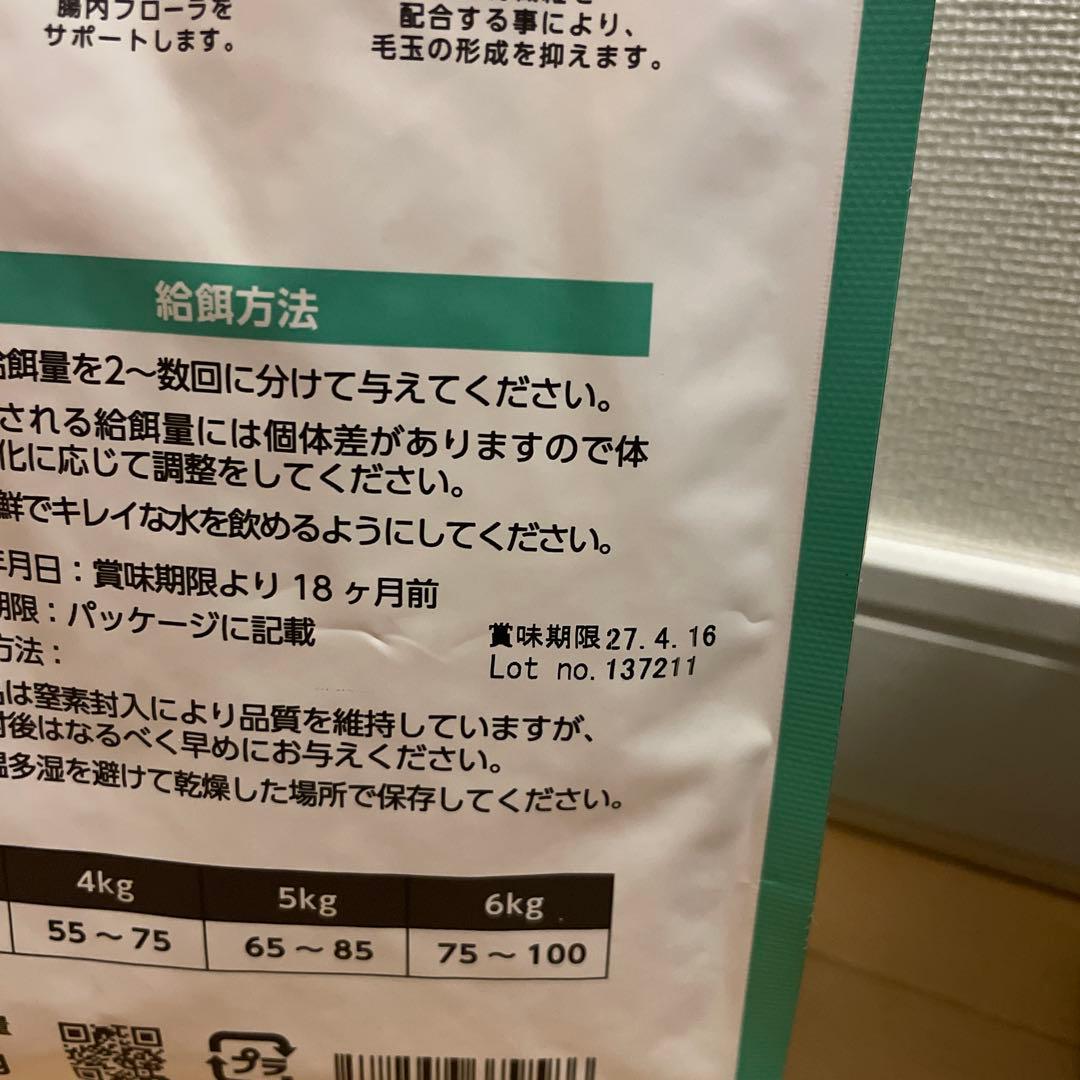 腸内フローラを
サポートします。
配合する事により、
毛玉の形成を抑えます。
給餌方法
給餌量を2～数回に分けて与えてください。
される給餌量には個体差がありますので体
化に応じて調整をしてください。
鮮でキレイな水を飲めるようにしてください。
年月日：賞味期限より 18 ヶ月前
期限：パッケージに記載
方法：
賞味期限27.4.16
Lot no.137211
は窒素封入により品質を維持していますが、
封後はなるべく早めにお与えください。
温多湿を避けて乾燥した場所で保存してください。
4kg 5kg 6kg
55～75 65～85 75～100
プラ